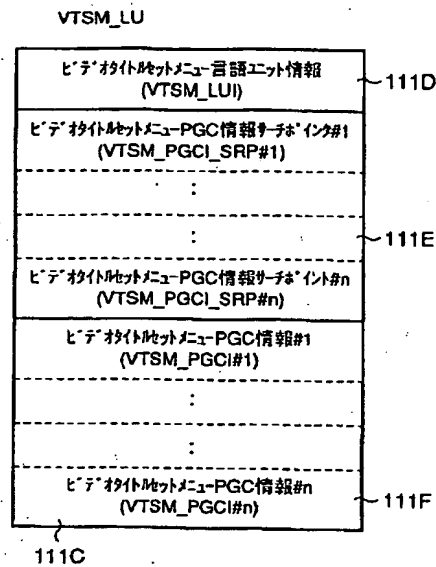 VTSM_LU
ビデオタイトルセットメニュー言語ユニット情報
(VTSM_LUI)
111D
ビデオタイトルセットメニューPGC情報サーチポインタ#1
(VTSM_PGCI_SRP#1)
:
:
111E
ビデオタイトルセットメニューPGC情報サーチポイント#n
(VTSM_PGCI_SRP#n)
ビデオタイトルセットメニューPGC情報#1
(VTSM_PGCI#1)
:
:
ビデオタイトルセットメニューPGC情報#n
(VTSM_PGCI#n)
111F
111C